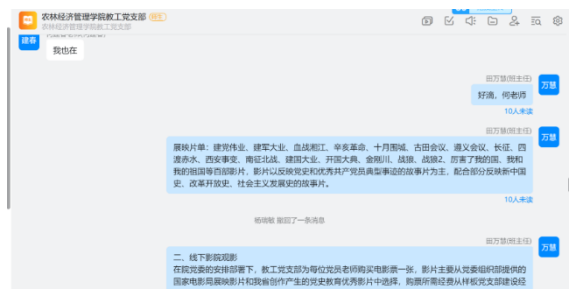 农林经济管理学院教工党支部
农林经济管理学院教工党支部
建春
我也在
田万慧(班主任)
万慧
好滴，何老师
10人未读
田万慧(班主任)
万慧
展映片单：建党伟业、建军大业、血战湘江、辛亥革命、十月围城、古田会议、遵义会议、长征、四
渡赤水、西安事变、南征北战、建国大业、开国大典、金刚川、战狼、战狼2、厉害了我的国、我和
我的祖国等百部影片，影片以反映党史和优秀共产党员典型事迹的故事片为主，配合部分反映新中国
史、改革开放史、社会主义发展史的故事片。
10人未读
撤回了一条消息
田万慧(班主任)
万慧
二、线下影院观影
在院党委的安排部署下，教工党支部为每位党员老师购买电影票一张，影片主要从党委组织部提供的
国家电影局展映影片和我省创作产生的党史教育优秀影片中选择，购票所需经费从样板党支部建设经